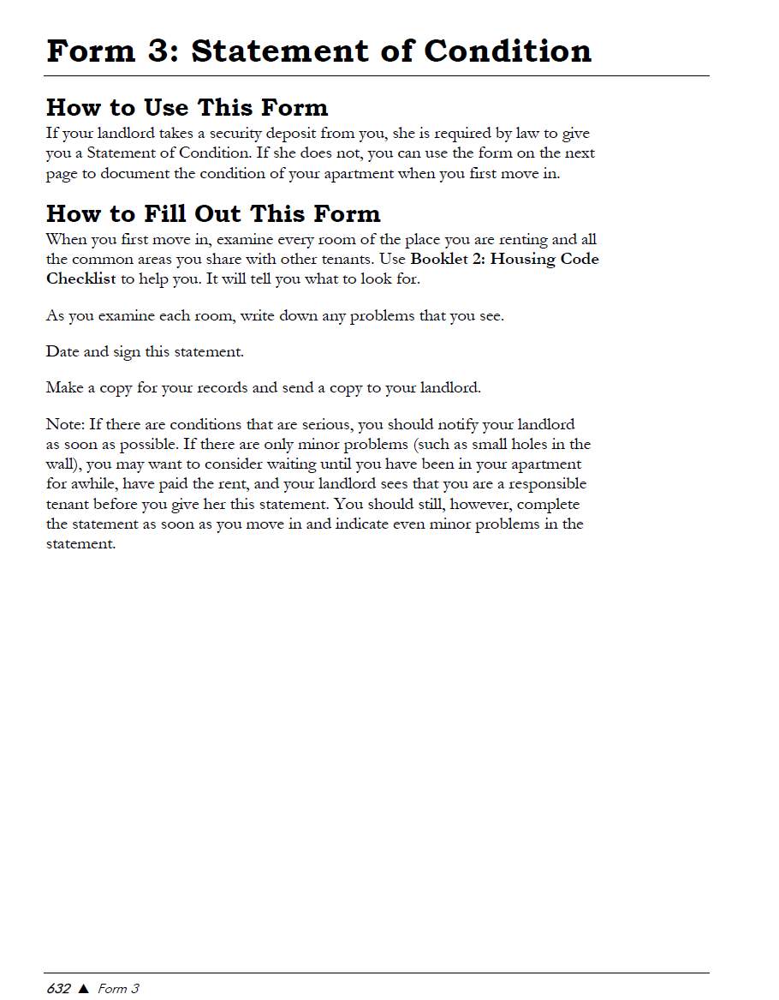 Form 3: Statement of Condition
How to Use This Form
If your landlord takes a security deposit from you, she is required by law to give
you a Statement of Condition. If she does not, you can use the form on the next
page to document the condition of your apartment when you first move in.
How to Fill Out This Form
When you first move in, examine every room of the place you are renting and all
the common areas you share with other tenants. Use Booklet 2: Housing Code
Checklist to help you. It will tell you what to look for.
As you examine each room, write down any problems that you see.
Date and sign this statement.
Make a copy for your records and send a copy to your landlord.
Note: If there are conditions that are serious, you should notify your landlord
as soon as possible. If there are only minor problems (such as small holes in the
wall), you may want to consider waiting until you have been in your apartment
for awhile, have paid the rent, and your landlord sees that you are a responsible
tenant before you give her this statement. You should still, however, complete
the statement as soon as you move in and indicate even minor problems in the
statement.
632 ▲ Form 3